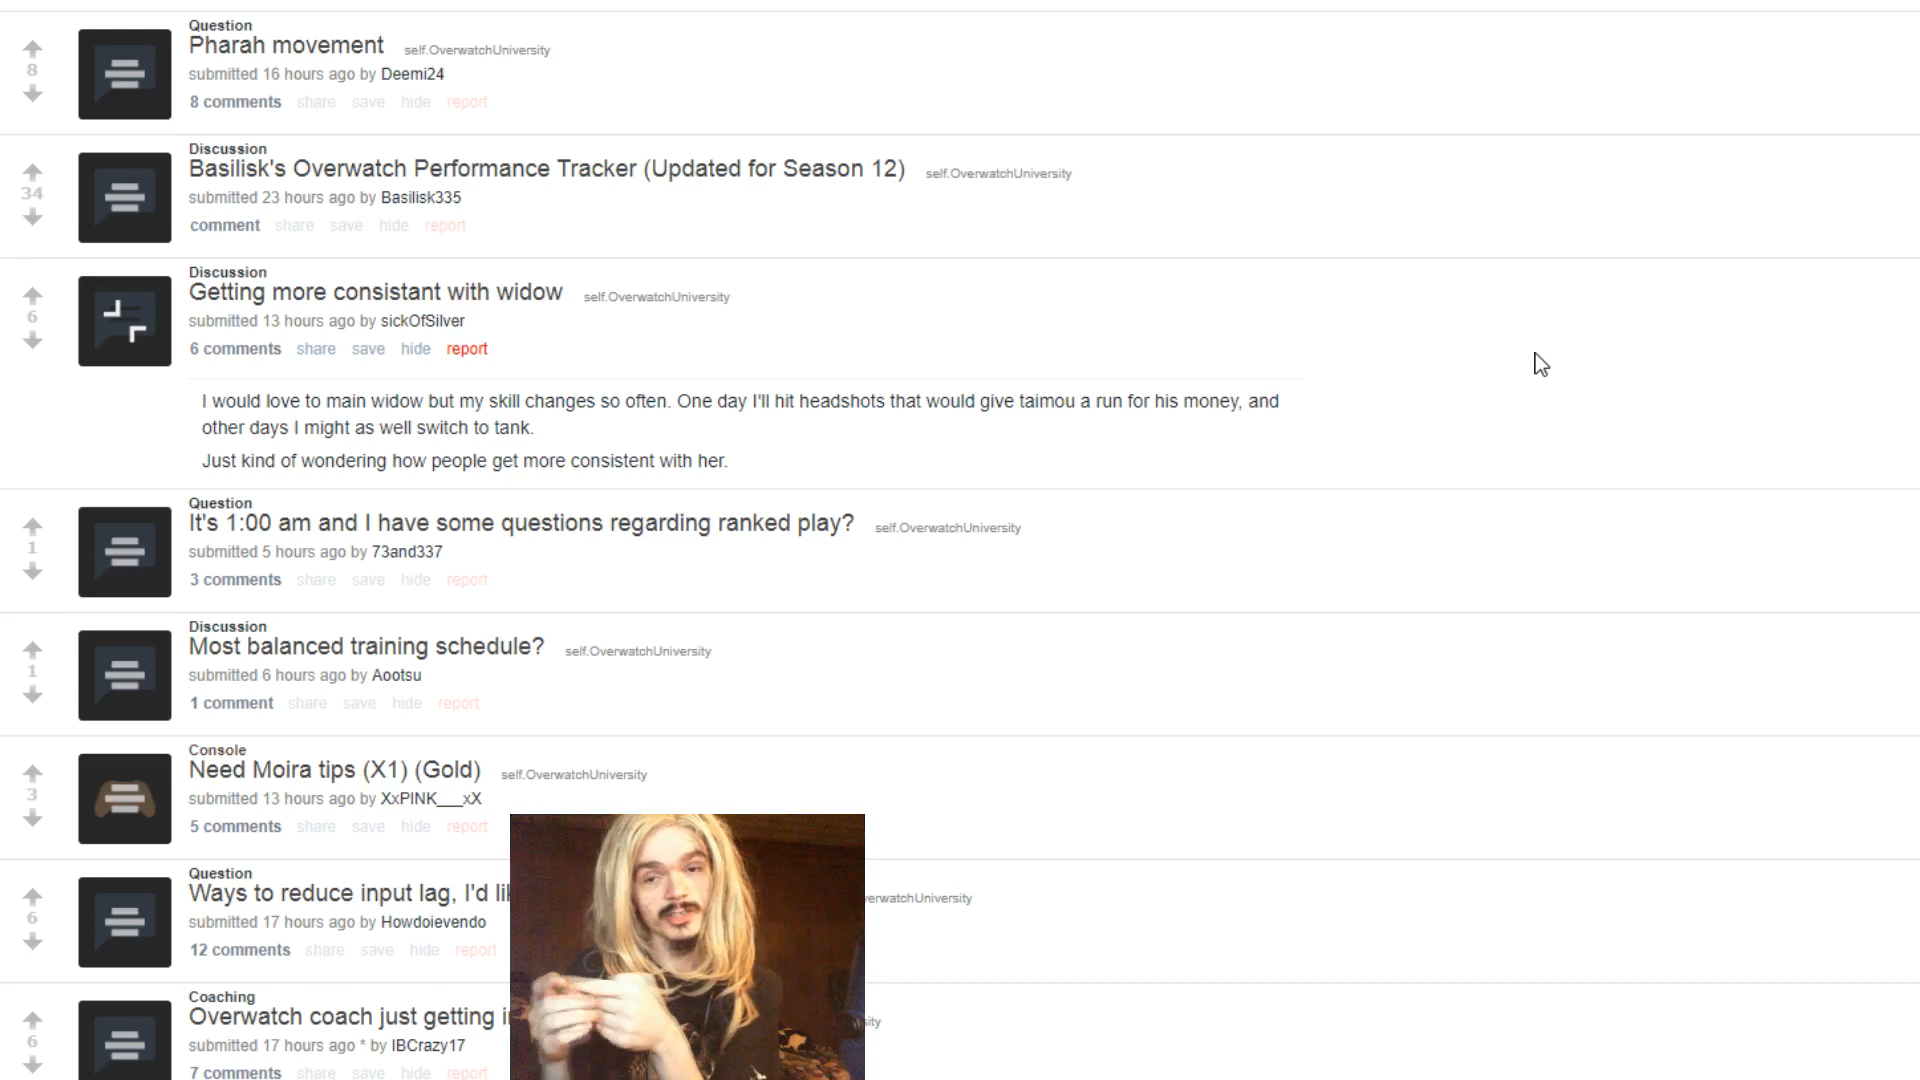 Question
Pharah movement self.OverwatchUniversity
8
submitted 16 hours ago by Deemi24
8 comments share save hide report
Discussion
Basilisk's Overwatch Performance Tracker (Updated for Season 12) self.OverwatchUniversity
34
submitted 23 hours ago by Basilisk335
comment share save hide report
Discussion
Getting more consistant with widow self.OverwatchUniversity
6
submitted 13 hours ago by sickOfSilver
6 comments share save hide report
I would love to main widow but my skill changes so often. One day I'll hit headshots that would give taimou a run for his money, and
other days I might as well switch to tank.
Just kind of wondering how people get more consistent with her.
Question
It's 1:00 am and I have some questions regarding ranked play? self.OverwatchUniversity
1
submitted 5 hours ago by 73and337
3 comments share save hide report
Discussion
Most balanced training schedule? self.OverwatchUniversity
1
submitted 6 hours ago by Aootsu
1 comment share save hide report
Console
Need Moira tips (X1) (Gold) self.OverwatchUniversity
3
submitted 13 hours ago by XxPINK___xX
5 comments share save hide report
Question
Ways to reduce input lag, I'd erwatchUniversity
6
submitted 17 hours ago by Howdoievendo
12 comments share save hide report
Coaching
Overwatch coach just getting
6
submitted 17 hours ago * by IBCrazy17
7 comments share save hide report